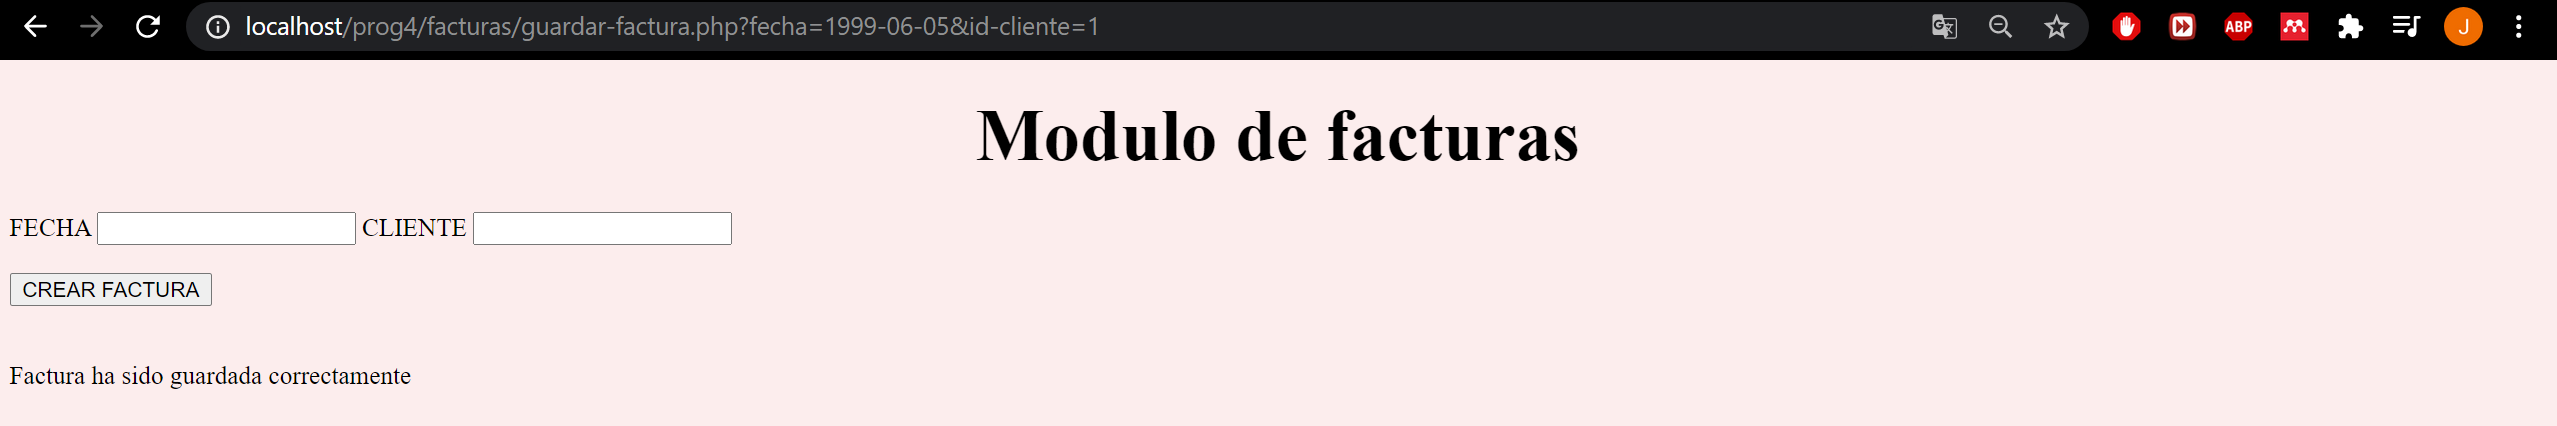 localhost/prog4/facturas/guardar-factura.php?fecha=1999-06-05&id-cliente=1
ABP
J
Modulo de facturas
FECHA CLIENTE
CREAR FACTURA
Factura ha sido guardada correctamente